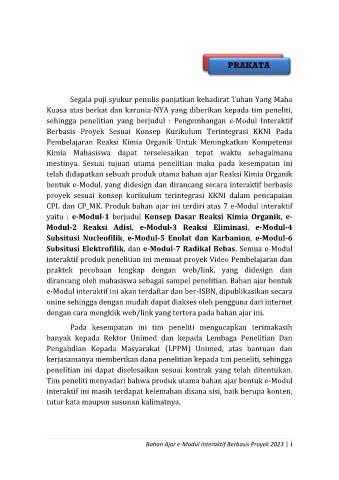 PRAKATA
Segala puji syukur penulis panjatkan kehadirat Tuhan Yang Maha
Kuasa atas berkat dan karunia-NYA yang diberikan kepada tim peneliti,
sehingga penelitian yang berjudul : Pengembangan e-Modul Interaktif
Berbasis Proyek Sesuai Konsep Kurikulum Terintegrasi KKNI Pada
Pembelajaran Reaksi Kimia Organik Untuk Meningkatkan Kompetensi
Kimia Mahasiswa dapat terselesaikan tepat waktu sebagaimana
mestinya. Sesuai tujuan utama penelitian maka pada kesempatan ini
telah didapatkan sebuah produk utama bahan ajar Reaksi Kimia Organik
bentuk e-Modul, yang didesign dan dirancang secara interaktif berbasis
proyek sesuai konsep kurikulum terintegrasi KKNI dalam pencapaian
CPL dan CP_MK. Produk bahan ajar ini terdiri atas 7 e-Modul interaktif
yaitu : e-Modul-1 berjudul Konsep Dasar Reaksi Kimia Organik, e-
Modul-2 Reaksi Adisi, e-Modul-3 Reaksi Eliminasi, e-Modul-4
Subsitusi Nucleofilik, e-Modul-5 Enolat dan Karbanion, e-Modul-6
Subsitusi Elektrofilik, dan e-Modul-7 Radikal Bebas. Semua e-Modul
interaktif produk penelitian ini memuat proyek Video Pembelajaran dan
praktek pecobaan lengkap dengan web/link, yang didesign dan
dirancang oleh mahasiswa sebagai sampel penelitian. Bahan ajar bentuk
e-Modul interaktif ini akan terdaftar dan ber-ISBN, dipublikasikan secara
onine sehingga dengan mudah dapat diakses oleh pengguna dari internet
dengan cara mengklik web/link yang tertera pada bahan ajar ini.
Pada kesempatan ini tim peneliti mengucapkan terimakasih
banyak kepada Rektor Unimed dan kepada Lembaga Penelitian Dan
Pengabdian Kepada Masyarakat (LPPM) Unimed, atas bantuan dan
kerjasamanya memberikan dana penelitian kepada tim peneliti, sehingga
penelitian ini dapat diselesaikan sesuai kontrak yang telah ditentukan.
Tim peneliti menyadari bahwa produk utama bahan ajar bentuk e-Modul
interaktif ini masih terdapat kelemahan disana sisi, baik berupa konten,
tutur kata maupun susunan kalimatnya.
Bahan Ajar e-Modul Interaktif Berbasis Proyek 2023 | i